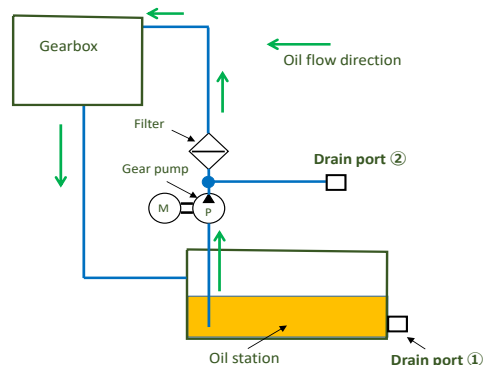 Gearbox
Oil flow direction
Filter
Drain port ②
Gear pump
M
P
Oil station
Drain port ①